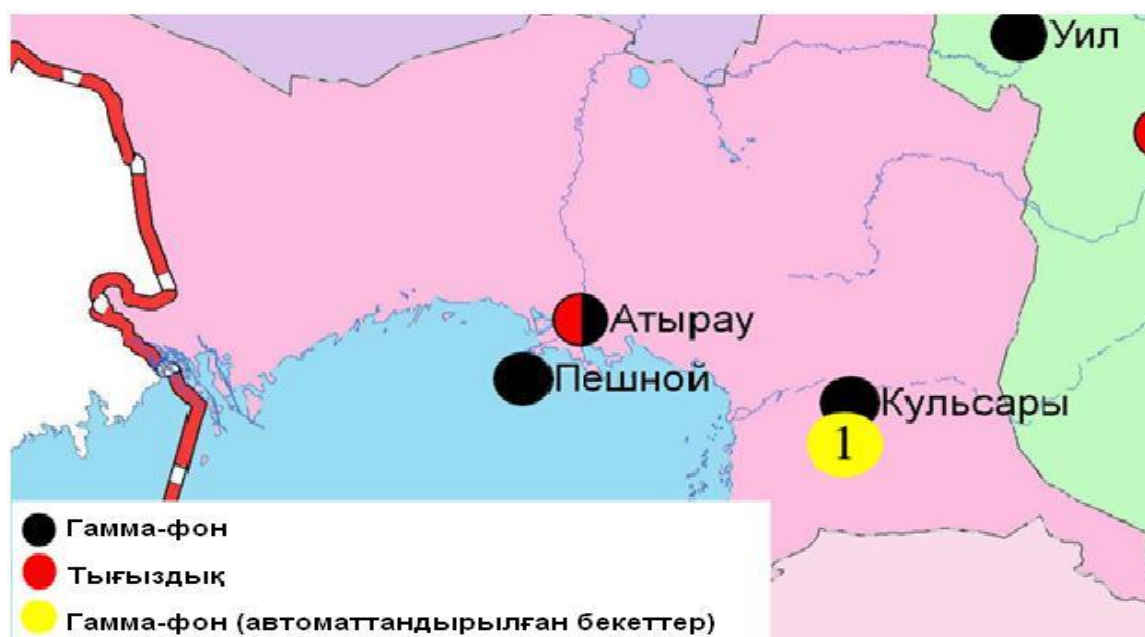 Уил
Атырау
Пешной
Кульсары
1
Гамма-фон
Тығыздық
Гамма-фон (автоматтандырылған бекеттер)